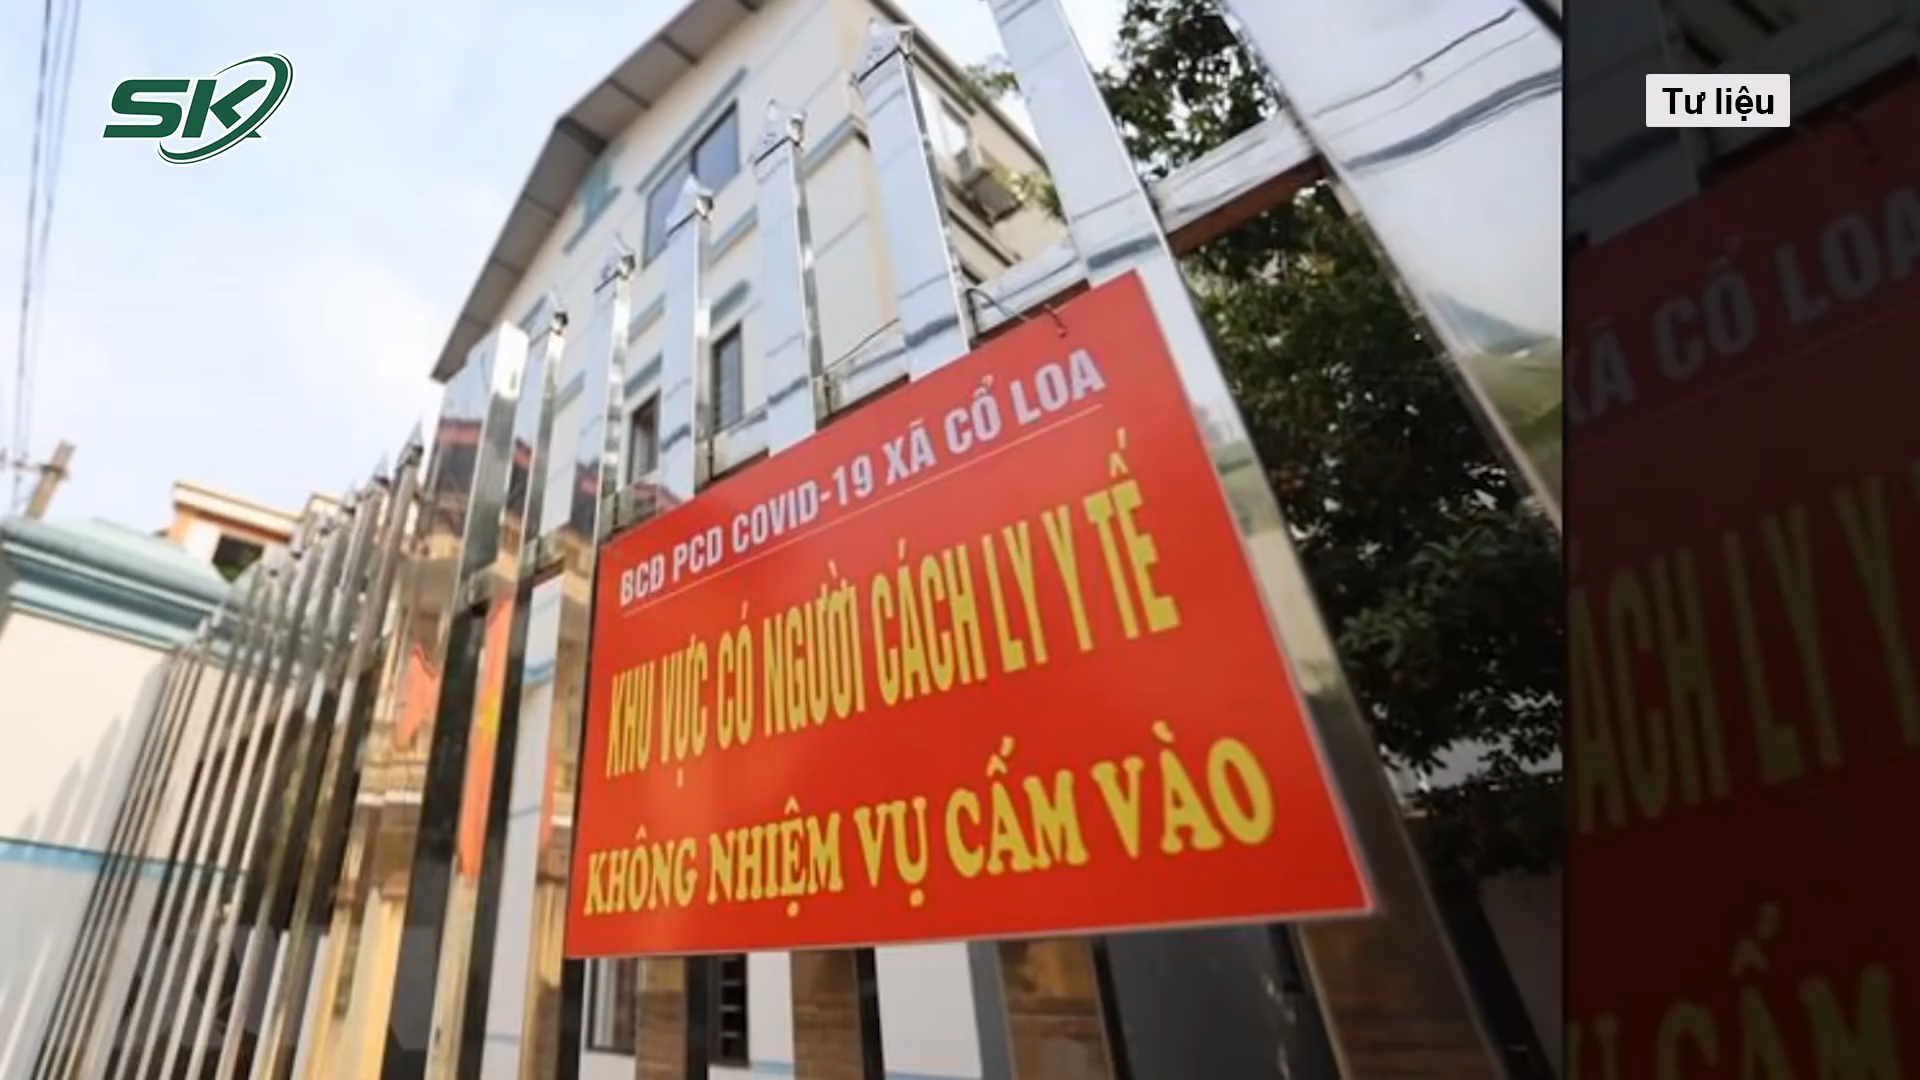 SK
Tư liệu
BCĐ PCD COVID-19 XÃ CỔ LOA
KHU VỰC CÓ NGƯỜI CÁCH LY Y TẾ
KHÔNG NHIỆM VỤ CẤM VÀO
XÃ CỔ LOA
ÁCH LY Y
Ụ CẤM